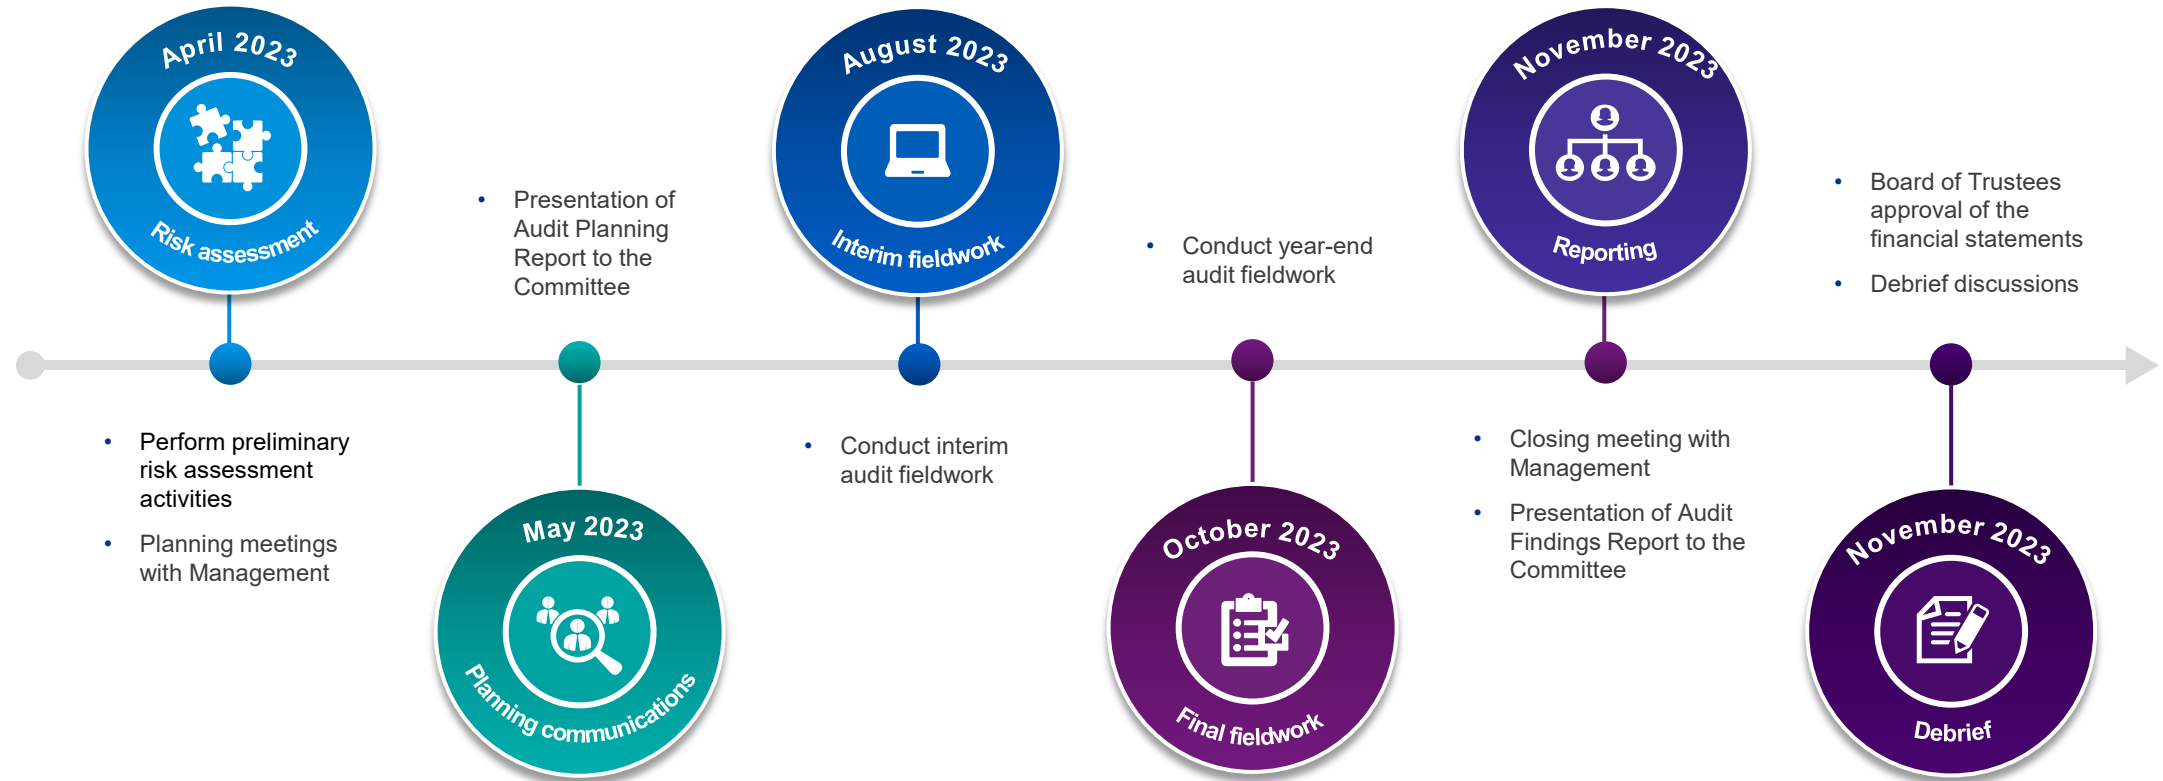 April 2023
Risk assessment
• Perform preliminary
risk assessment
activities
• Planning meetings
with Management
• Presentation of
Audit Planning
Report to the
Committee
May 2023
Planning communications
August 2023
Interim fieldwork
• Conduct interim
audit fieldwork
• Conduct year-end
audit fieldwork
October 2023
Final fieldwork
November 2023
Reporting
• Closing meeting with
Management
• Presentation of Audit
Findings Report to the
Committee
• Board of Trustees
approval of the
financial statements
• Debrief discussions
November 2023
Debrief